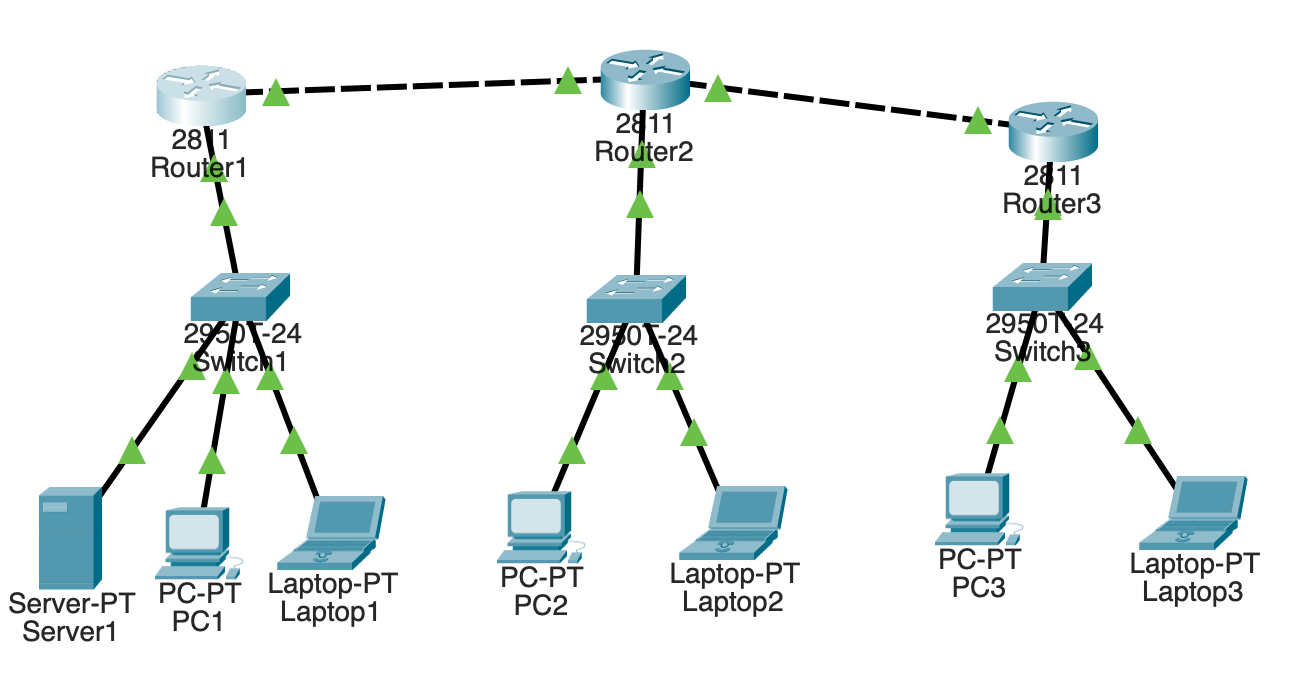 2811
Router1
2811
Router2
2811
Router3
2950T-24
Switch1
2950T-24
Switch2
2950T-24
Switch3
Server-PT
Server1
PC-PT
PC1
Laptop-PT
Laptop1
PC-PT
PC2
Laptop-PT
Laptop2
PC-PT
PC3
Laptop-PT
Laptop3